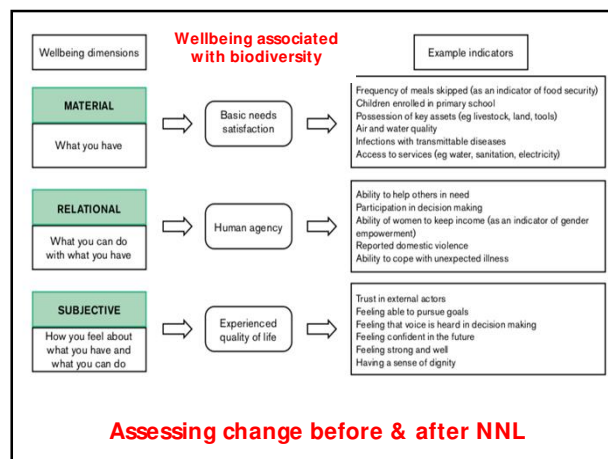 Wellbeing dimensions
Wellbeing associated
with biodiversity
Example indicators
MATERIAL
What you have
Basic needs
satisfaction
Frequency of meals skipped (as an indicator of food security)
Children enrolled in primary school
Possession of key assets (eg livestock, land, tools)
Air and water quality
Infections with transmittable diseases
Access to services (eg water, sanitation, electricity)
RELATIONAL
What you can do
with what you have
Human agency
Ability to help others in need
Participation in decision making
Ability of women to keep income (as an indicator of gender
empowerment)
Reported domestic violence
Ability to cope with unexpected illness
SUBJECTIVE
How you feel about
what you have and
what you can do
Experienced
quality of life
Trust in external actors
Feeling able to pursue goals
Feeling that voice is heard in decision making
Feeling confident in the future
Feeling strong and well
Having a sense of dignity
Assessing change before & after NNL